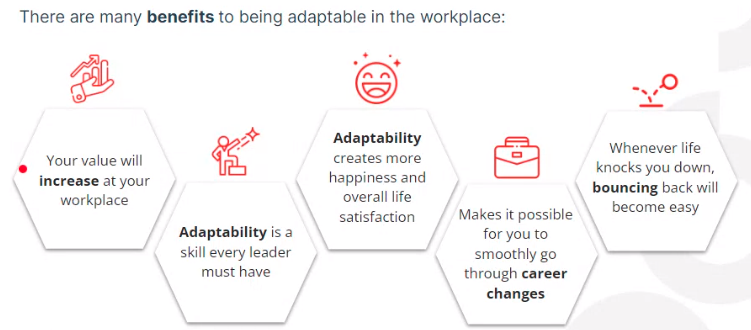 There are many benefits to being adaptable in the workplace:
Your value will
increase at your
workplace
Adaptability is a
skill every leader
must have
Adaptability
creates more
happiness and
overall life
satisfaction
Makes it possible
for you to
smoothly go
through career
changes
Whenever life
knocks you down,
bouncing back will
become easy